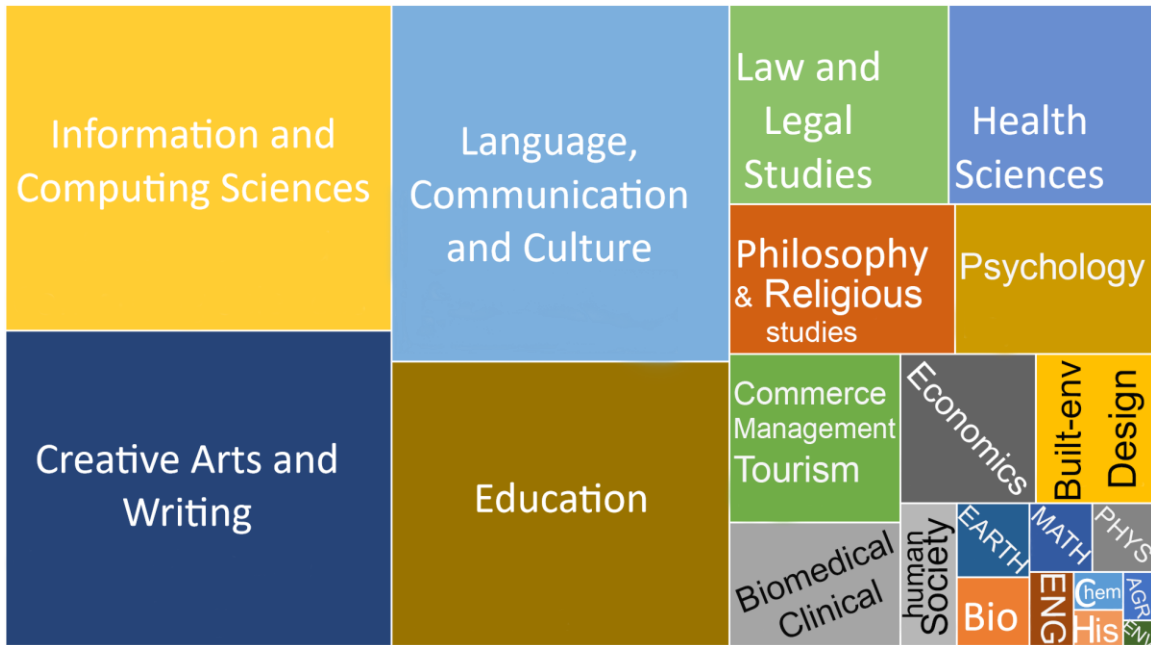 Information and
Computing Sciences
Creative Arts and
Writing
Language,
Communication
and Culture
Education
Law and
Legal
Studies
Health
Sciences
Philosophy
& Religious
studies
Psychology
Commerce
Management
Tourism
Economics
Built-env
Design
Biomedical
Clinical
human
Society
EARTH
MATH
PHYS
Bio
ENG
Chem
His
AGR
ENV